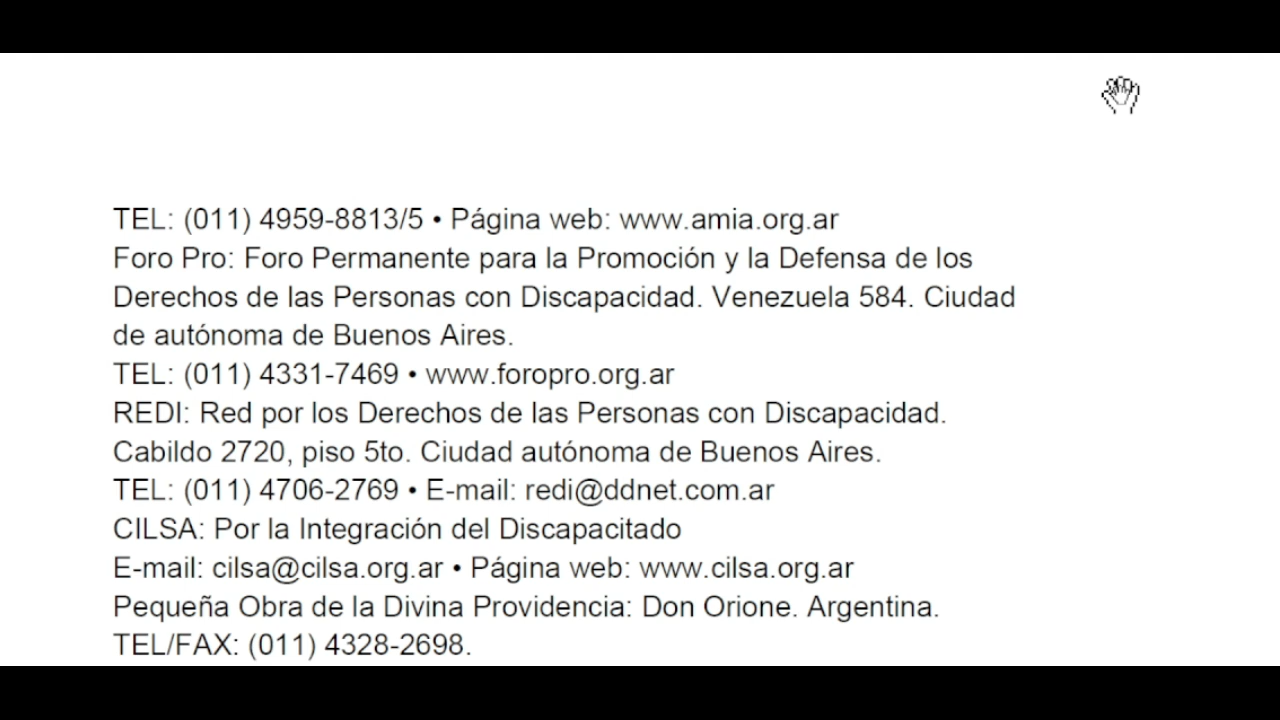 TEL: (011) 4959-8813/5 • Página web: www.amia.org.ar
Foro Pro: Foro Permanente para la Promoción y la Defensa de los
Derechos de las Personas con Discapacidad. Venezuela 584. Ciudad
de autónoma de Buenos Aires.
TEL: (011) 4331-7469 • www.foropro.org.ar
REDI: Red por los Derechos de las Personas con Discapacidad.
Cabildo 2720, piso 5to. Ciudad autónoma de Buenos Aires.
TEL: (011) 4706-2769 • E-mail: redi@ddnet.com.ar
CILSA: Por la Integración del Discapacitado
E-mail: cilsa@cilsa.org.ar • Página web: www.cilsa.org.ar
Pequeña Obra de la Divina Providencia: Don Orione. Argentina.
TEL/FAX: (011) 4328-2698.